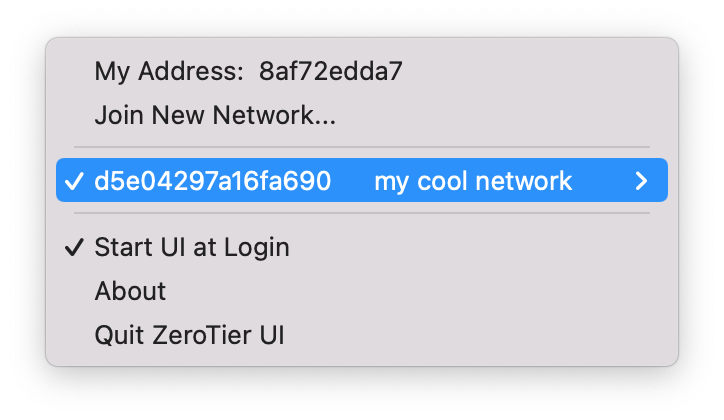 My Address:  8af72edda7
Join New Network...
d5e04297a16fa690 my cool network
Start UI at Login
About
Quit ZeroTier UI